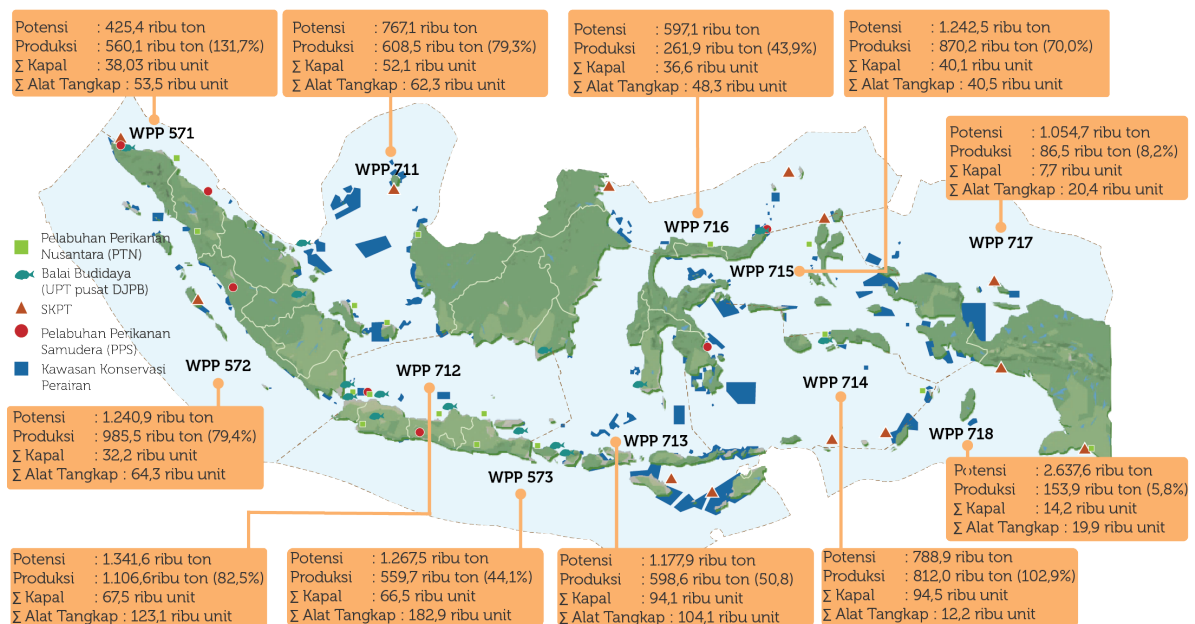 Potensi : 425,4 ribu ton
Produksi : 560,1 ribu ton (131,7%)
∑ Kapal : 38,03 ribu unit
∑ Alat Tangkap : 53,5 ribu unit
Potensi : 767,1 ribu ton
Produksi : 608,5 ribu ton (79,3%)
∑ Kapal : 52,1 ribu unit
∑ Alat Tangkap : 62,3 ribu unit
Potensi : 597,1 ribu ton
Produksi : 261,9 ribu ton (43,9%)
∑ Kapal : 36,6 ribu unit
∑ Alat Tangkap : 48,3 ribu unit
Potensi : 1.242,5 ribu ton
Produksi : 870,2 ribu ton (70,0%)
∑ Kapal : 40,1 ribu unit
∑ Alat Tangkap : 40,5 ribu unit
Potensi : 1.054,7 ribu ton
Produksi : 86,5 ribu ton (8,2%)
∑ Kapal : 7,7 ribu unit
∑ Alat Tangkap : 20,4 ribu unit
WPP 571
WPP 711
WPP 716
WPP 717
WPP 715
Pelabuhan Perikanan
Nusantara (PTN)
Balai Budidaya
(UPT pusat DJPB)
SKPT
Pelabuhan Perikanan
Samudera (PPS)
Kawasan Konservasi
Perairan
WPP 572
WPP 712
WPP 714
WPP 713
WPP 718
WPP 573
Potensi : 1.240,9 ribu ton
Produksi : 985,5 ribu ton (79,4%)
∑ Kapal : 32,2 ribu unit
∑ Alat Tangkap : 64,3 ribu unit
Potensi : 2.637,6 ribu ton
Produksi : 153,9 ribu ton (5,8%)
∑ Kapal : 14,2 ribu unit
∑ Alat Tangkap : 19,9 ribu unit
Potensi : 1.341,6 ribu ton
Produksi : 1.106,6ribu ton (82,5%)
∑ Kapal : 67,5 ribu unit
∑ Alat Tangkap : 123,1 ribu unit
Potensi : 1.267,5 ribu ton
Produksi : 559,7 ribu ton (44,1%)
∑ Kapal : 66,5 ribu unit
∑ Alat Tangkap : 182,9 ribu unit
Potensi : 1.177,9 ribu ton
Produksi : 598,6 ribu ton (50,8)
∑ Kapal : 94,1 ribu unit
∑ Alat Tangkap : 104,1 ribu unit
Potensi : 788,9 ribu ton
Produksi : 812,0 ribu ton (102,9%)
∑ Kapal : 94,5 ribu unit
∑ Alat Tangkap : 12,2 ribu unit